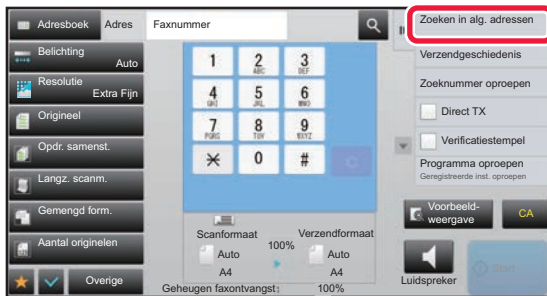 Adresboek
Adres
Faxnummer
Zoeken in alg. adressen
Belichting
Auto
Verzendgeschiedenis
Resolutie
Extra Fijn
Zoeknummer oproepen
Origineel
Direct TX
Opdr. samenst.
Verificatiestempel
Langz. scanm.
Programma oproepen
Geregistreerde inst. oproepen
Gemengd form.
Voorbeeld-
weergave
CA
Aantal originelen
Overige
1
2
ABC
3
DEF
4
GHI
5
JKL
6
MNO
7
PQRS
8
TUV
9
WXYZ
0
#
C
Scanformaat
Verzendformaat
100%
Auto
A4
Auto
A4
Geheugen faxontvangst:
100%
Luidspreker
Start